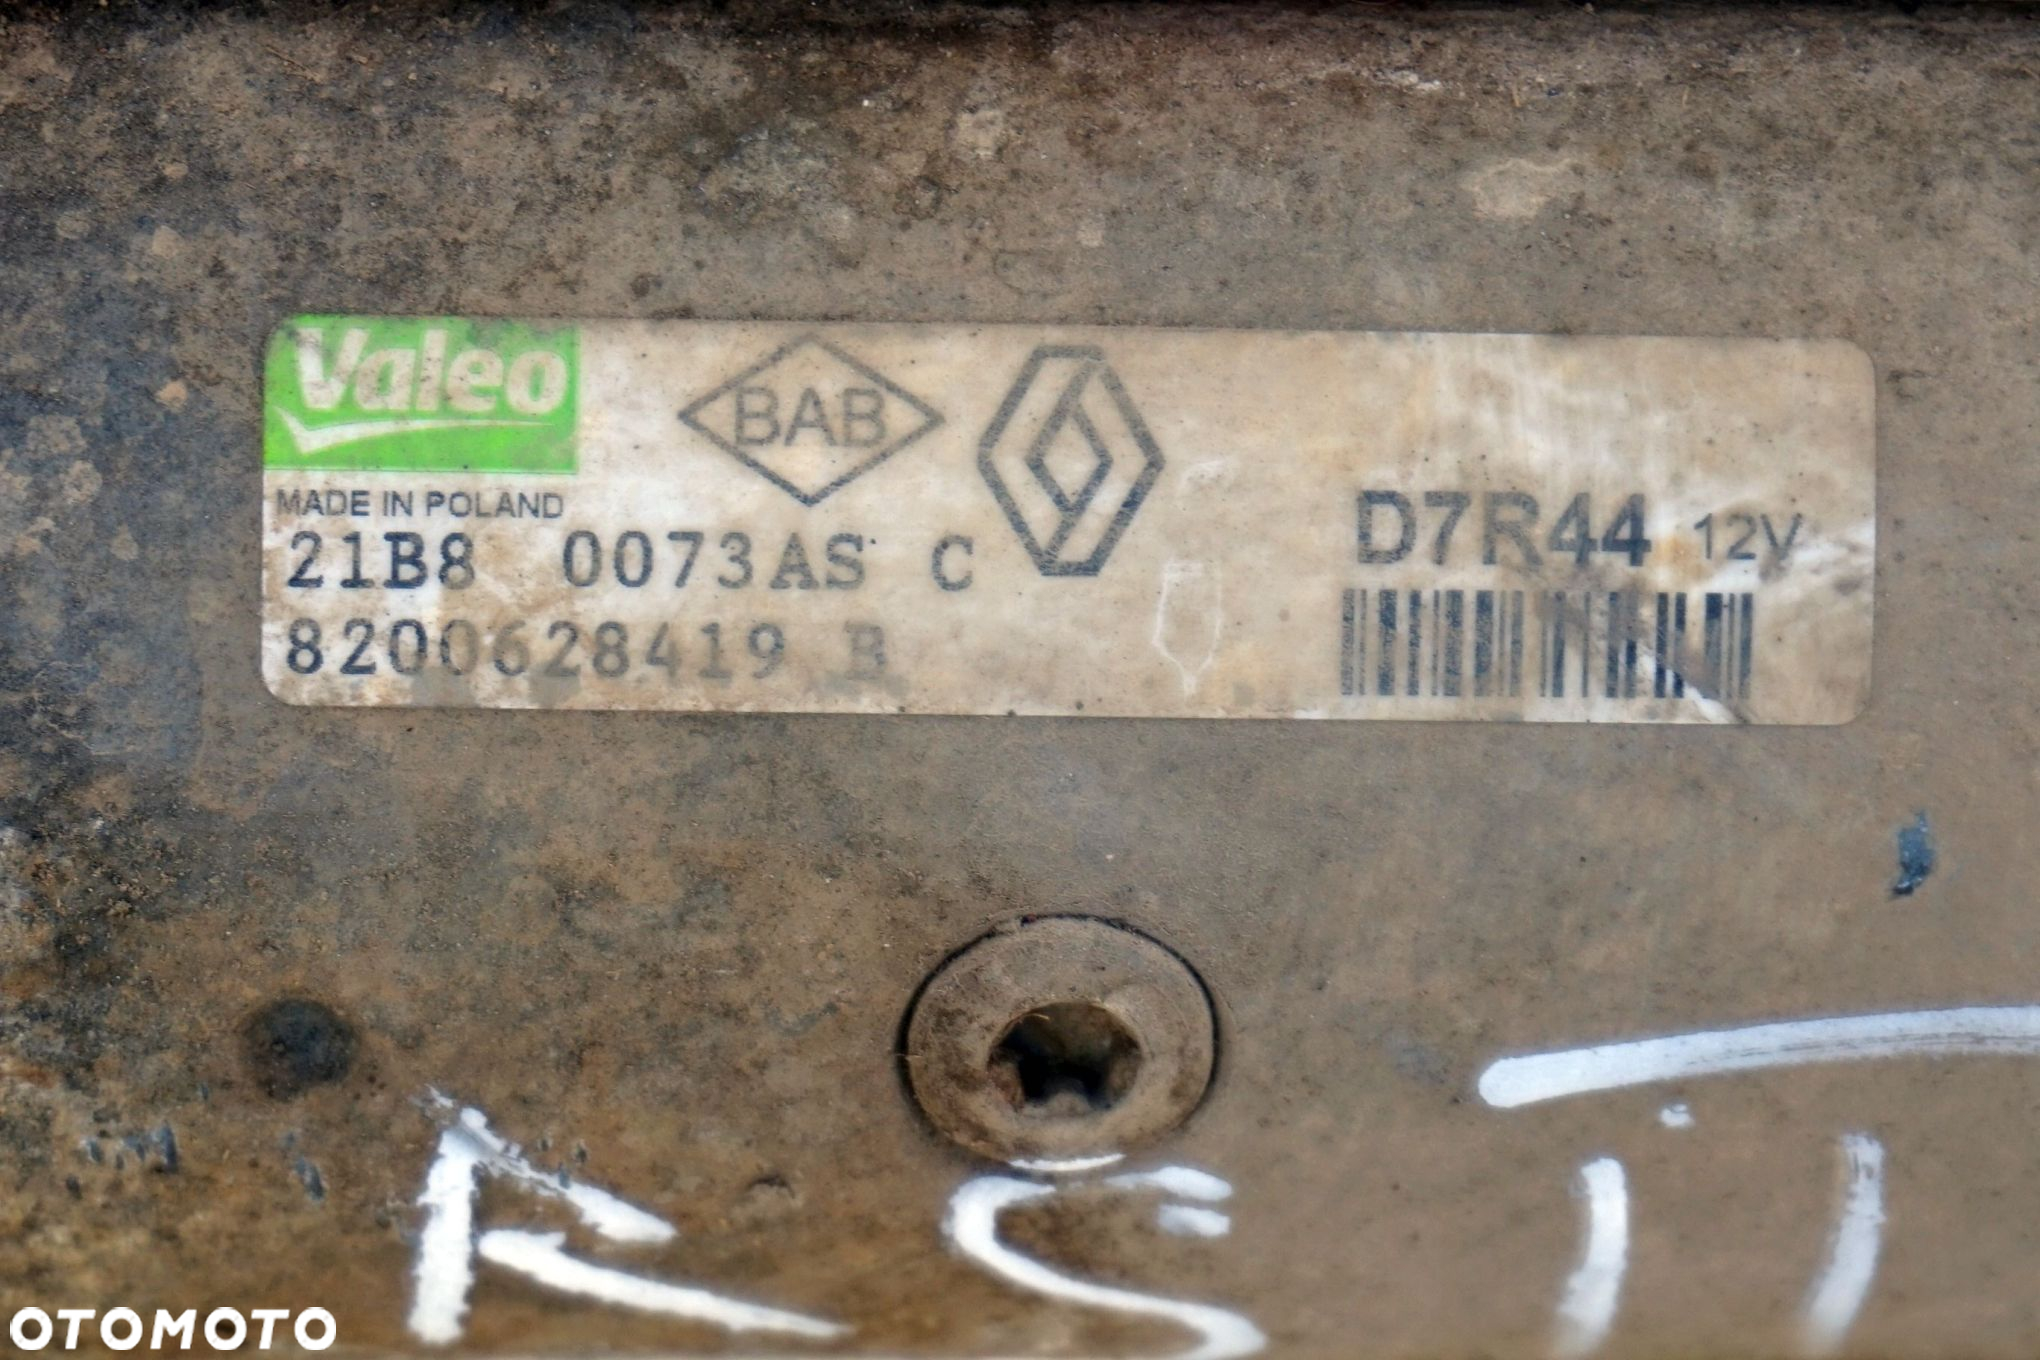 Valeo
BAB
MADE IN POLAND
D7R44 12V
21B8 0073AS C
8200628419 B
OTOMOTO